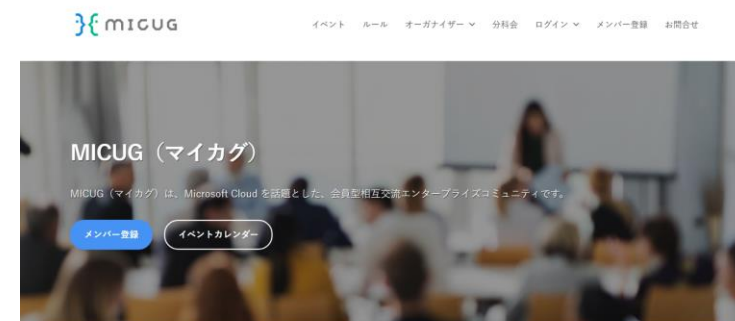 MICUG
イベント ルール オーガナイザー 分科会 ログイン メンバー登録 お問合せ
MICUG（マイカグ）
MICUG（マイカグ）は、Microsoft Cloud を話題とした、会員型相互交流エンタープライズコミュニティです。
メンバー登録 イベントカレンダー